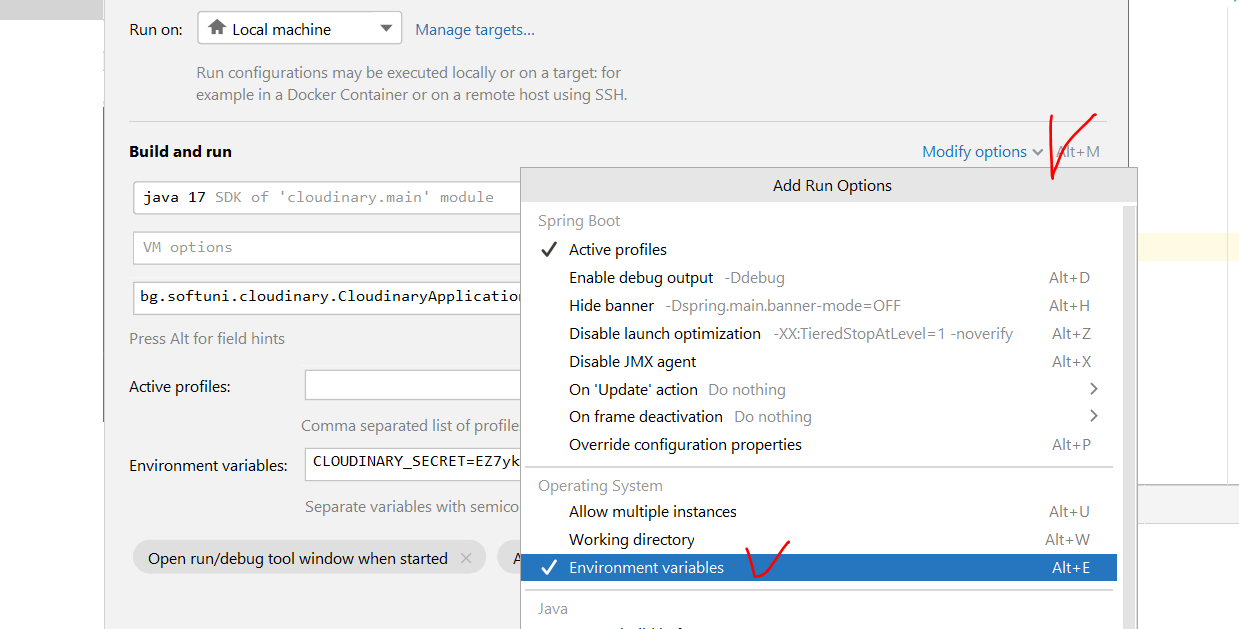 Run on: Local machine Manage targets...
Run configurations may be executed locally or on a target: for
example in a Docker Container or on a remote host using SSH.
Build and run Modify options Alt+M
Add Run Options
java 17 SDK of 'cloudinary.main' module
VM options
bg.softuni.cloudinary.CloudinaryApplication
Press Alt for field hints
Active profiles:
Comma separated list of profile
Environment variables: CLOUDINARY_SECRET=EZ7yk
Separate variables with semico
Open run/debug tool window when started
A
Spring Boot
Active profiles
Enable debug output -Ddebug Alt+D
Hide banner -Dspring.main.banner-mode=OFF Alt+H
Disable launch optimization -XX:TieredStopAtLevel=1 -noverify Alt+Z
Disable JMX agent Alt+X
On 'Update' action Do nothing
On frame deactivation Do nothing
Override configuration properties Alt+P
Operating System
Allow multiple instances Alt+U
Working directory Alt+W
Environment variables Alt+E
Java